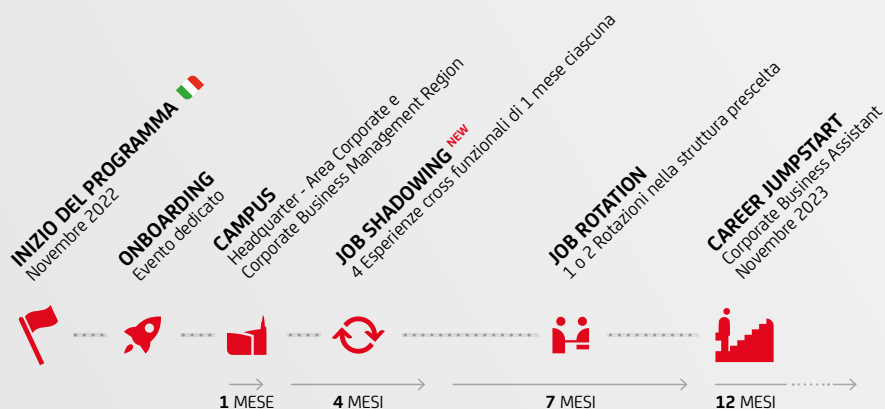 INIZIO DEL PROGRAMMA
Novembre 2022
ONBOARDING
Evento dedicato
CAMPUS
Headquarter - Area Corporate e
Corporate Business Management Region
JOB SHADOWING NEW
4 Esperienze cross funzionali di 1 mese ciascuna
JOB ROTATION
1 o 2 Rotazioni nella struttura prescelta
CAREER JUMPSTART
Corporate Business Assistant
Novembre 2023
1 MESE
4 MESI
7 MESI
12 MESI